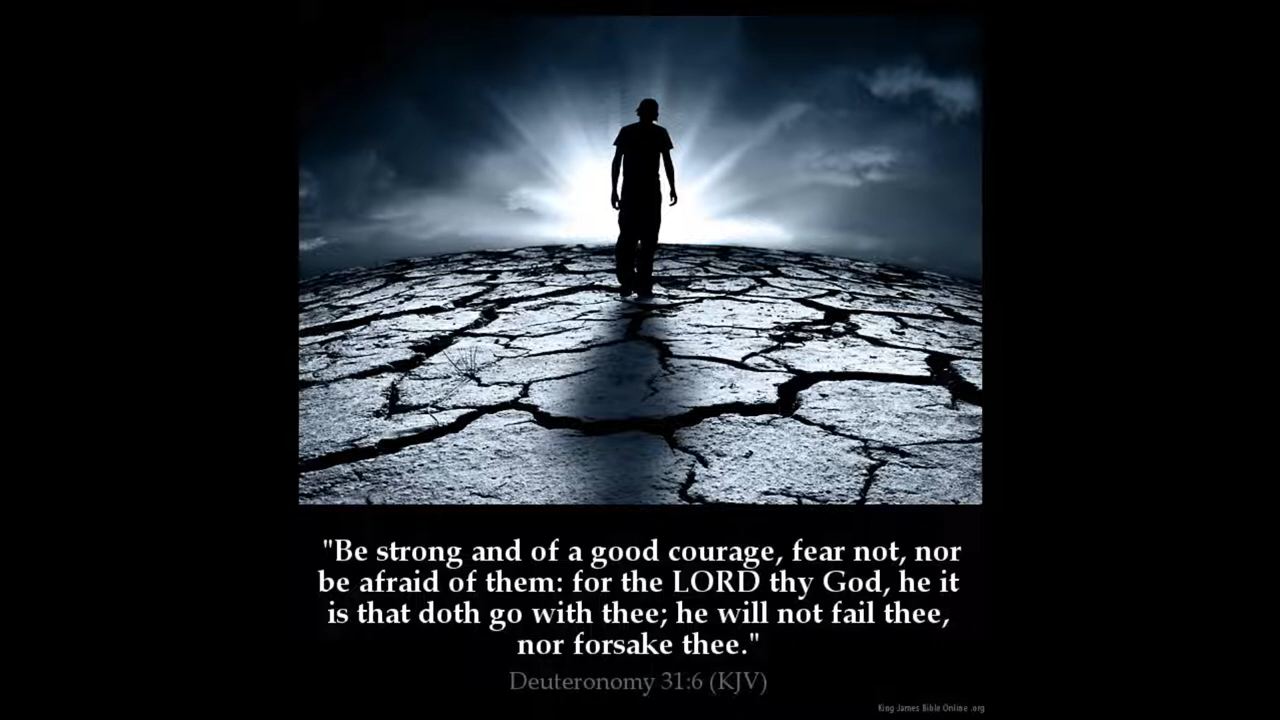 "Be strong and of a good courage, fear not, nor
be afraid of them: for the LORD thy God, he it
is that doth go with thee; he will not fail thee,
nor forsake thee."
Deuteronomy 31:6 (KJV)
King James Bible Online .org